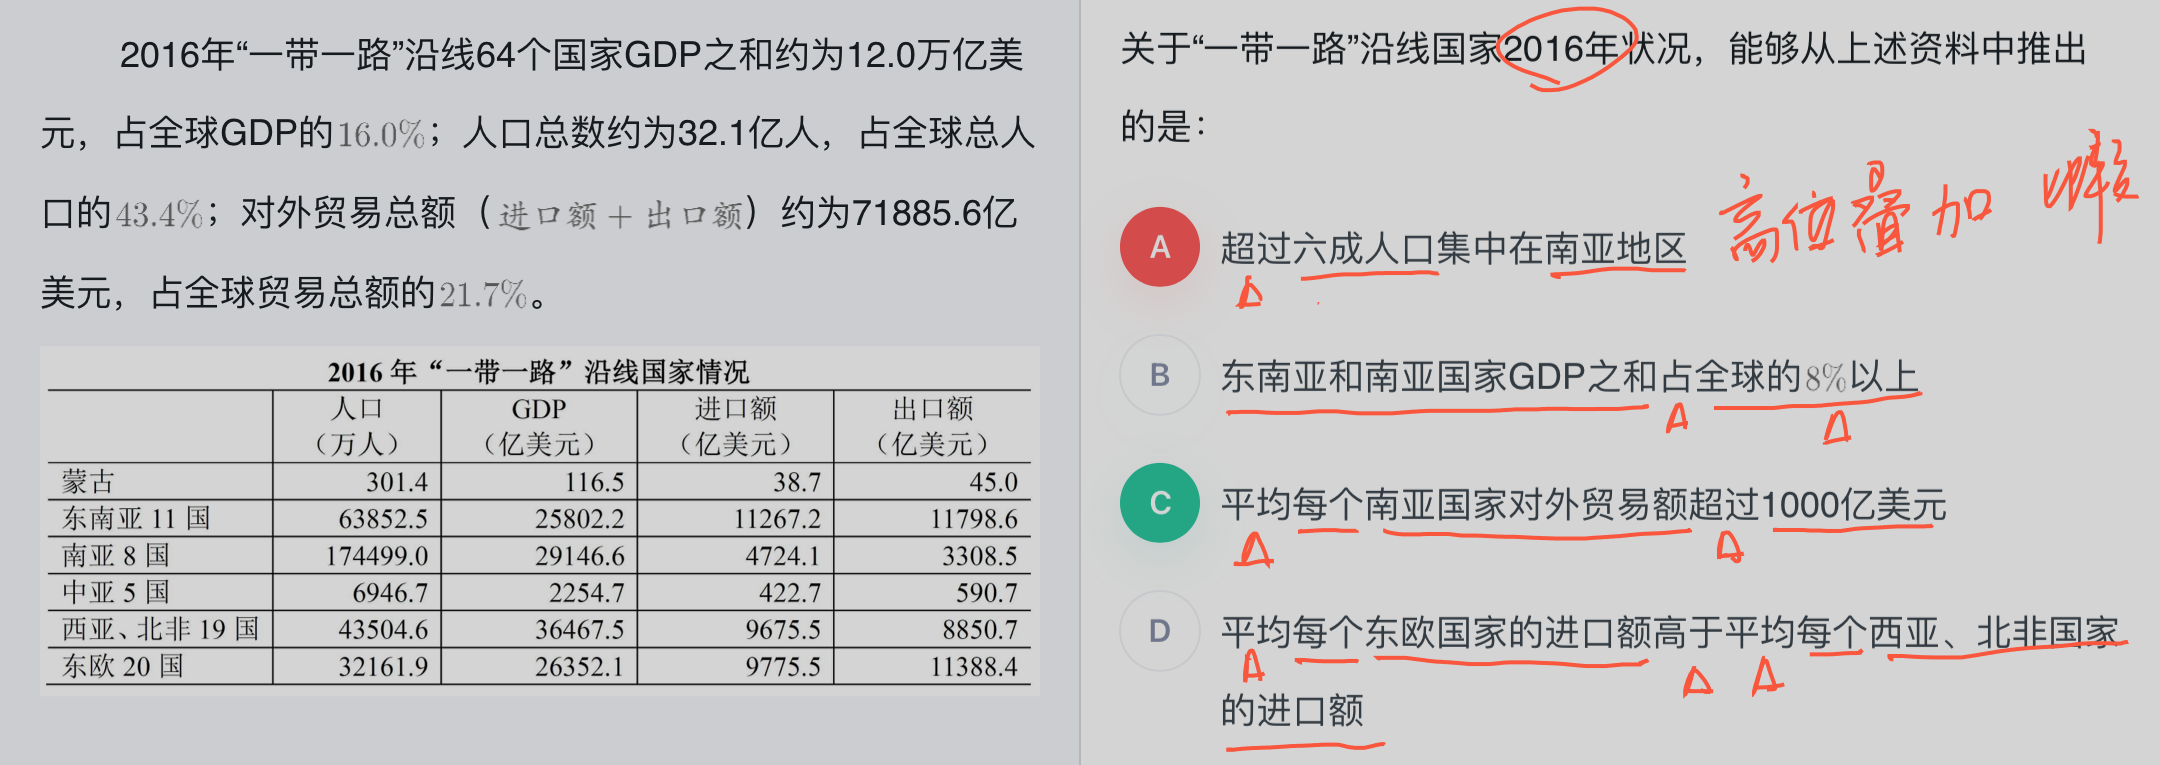 2016年“一带一路”沿线64个国家GDP之和约为12.0万亿美
元，占全球GDP的16.0%；人口总数约为32.1亿人，占全球总人
口的43.4%；对外贸易总额（进口额＋出口额）约为71885.6亿
美元，占全球贸易总额的21.7%。
2016 年“一带一路”沿线国家情况
人口 GDP 进口额 出口额
（万人） （亿美元） （亿美元） （亿美元）
蒙古 301.4 116.5 38.7 45.0
东南亚 11 国 63852.5 25802.2 11267.2 11798.6
南亚 8 国 174499.0 29146.6 4724.1 3308.5
中亚 5 国 6946.7 2254.7 422.7 590.7
西亚、北非 19 国 43504.6 36467.5 9675.5 8850.7
东欧 20 国 32161.9 26352.1 9775.5 11388.4
关于“一带一路”沿线国家2016年状况，能够从上述资料中推出
的是：
高位叠加
A 超过六成人口集中在南亚地区
B 东南亚和南亚国家GDP之和占全球的8%以上
C 平均每个南亚国家对外贸易额超过1000亿美元
D 平均每个东欧国家的进口额高于平均每个西亚、北非国家
的进口额